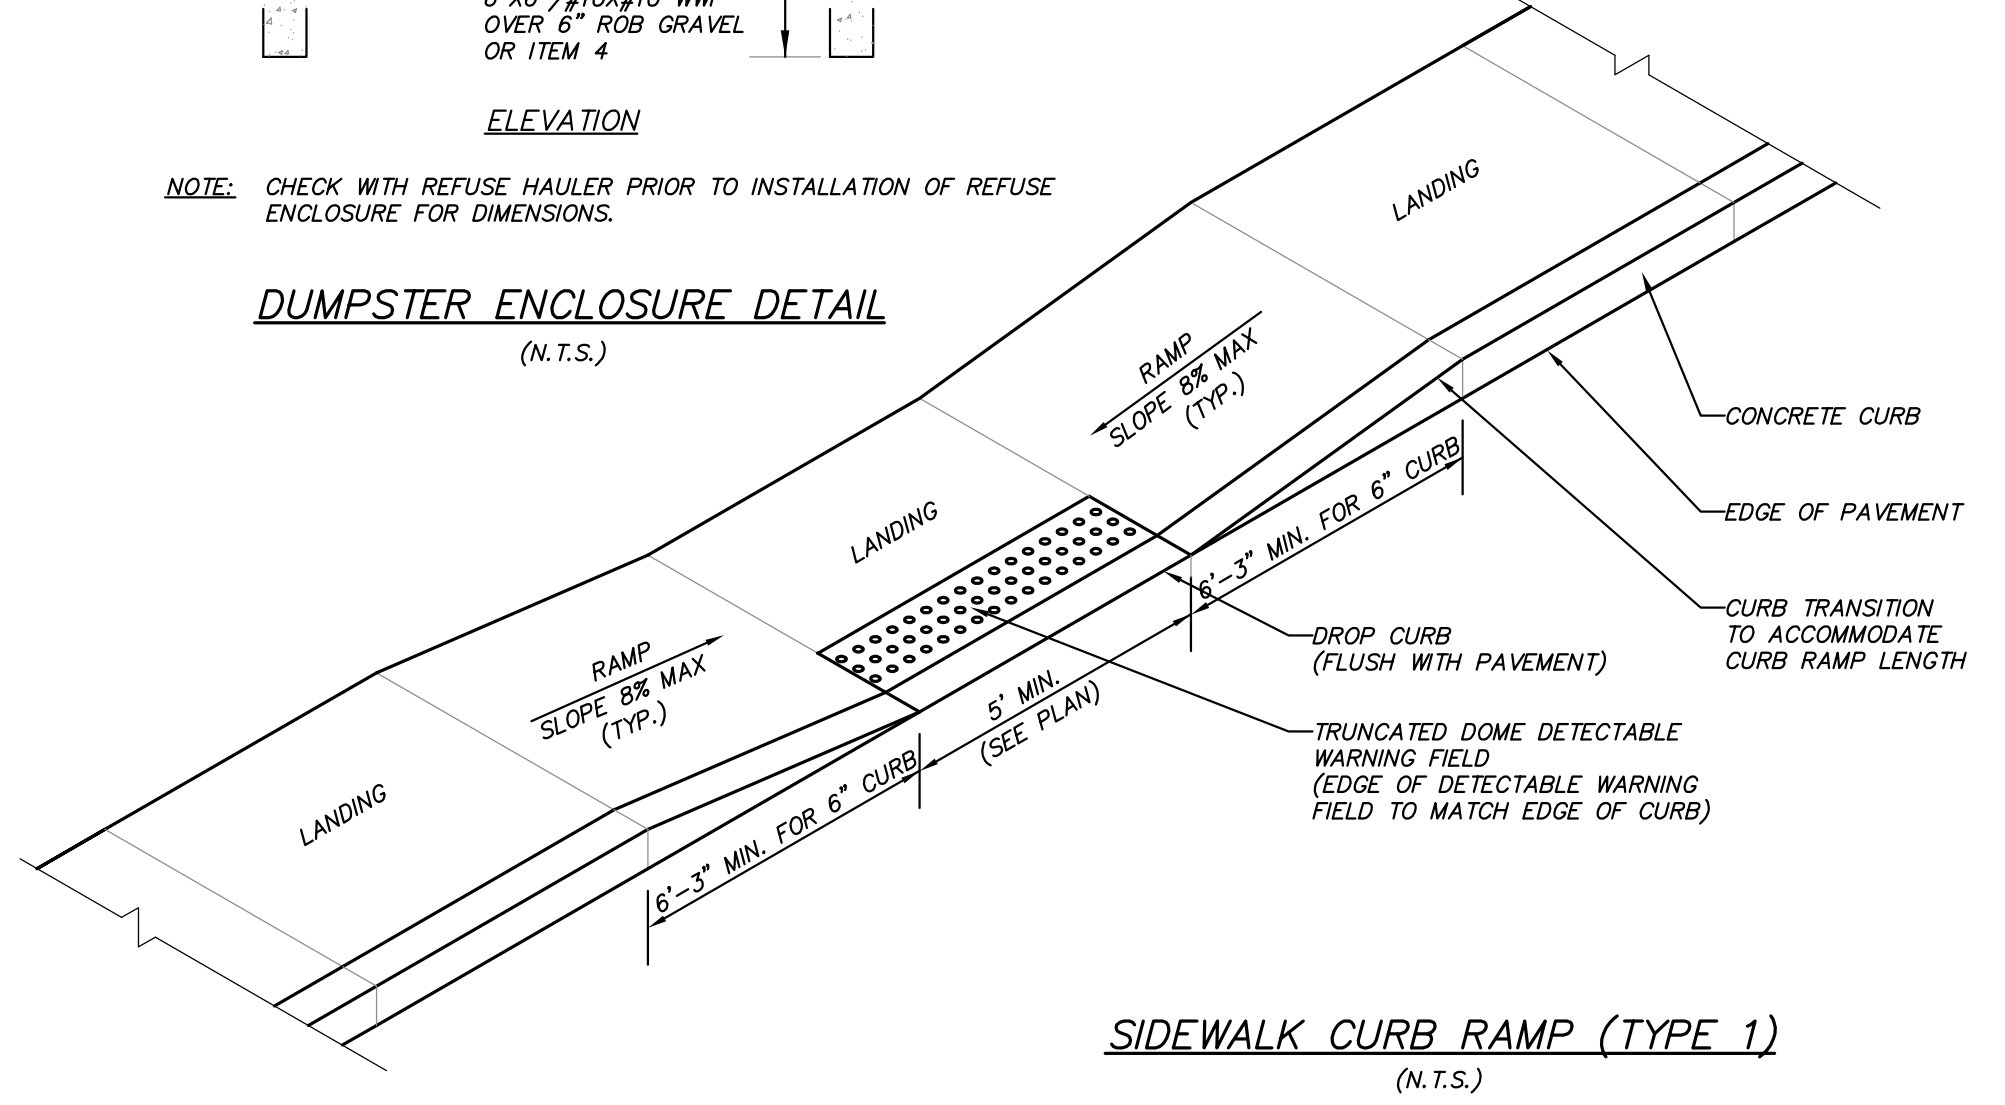 OVER 6" ROB GRAVEL
OR ITEM 4
ELEVATION
NOTE: CHECK WITH REFUSE HAULER PRIOR TO INSTALLATION OF REFUSE
ENCLOSURE FOR DIMENSIONS.
DUMPSTER ENCLOSURE DETAIL
(N.T.S.)
LANDING
RAMP
SLOPE 8% MAX
(TYP.)
LANDING
RAMP
SLOPE 8% MAX
(TYP.)
LANDING
6'-3" MIN. FOR 6" CURB
5' MIN.
(SEE PLAN)
6'-3" MIN. FOR 6" CURB
CONCRETE CURB
EDGE OF PAVEMENT
CURB TRANSITION
TO ACCOMMODATE
CURB RAMP LENGTH
DROP CURB
(FLUSH WITH PAVEMENT)
TRUNCATED DOME DETECTABLE
WARNING FIELD
(EDGE OF DETECTABLE WARNING
FIELD TO MATCH EDGE OF CURB)
SIDEWALK CURB RAMP (TYPE 1)
(N.T.S.)